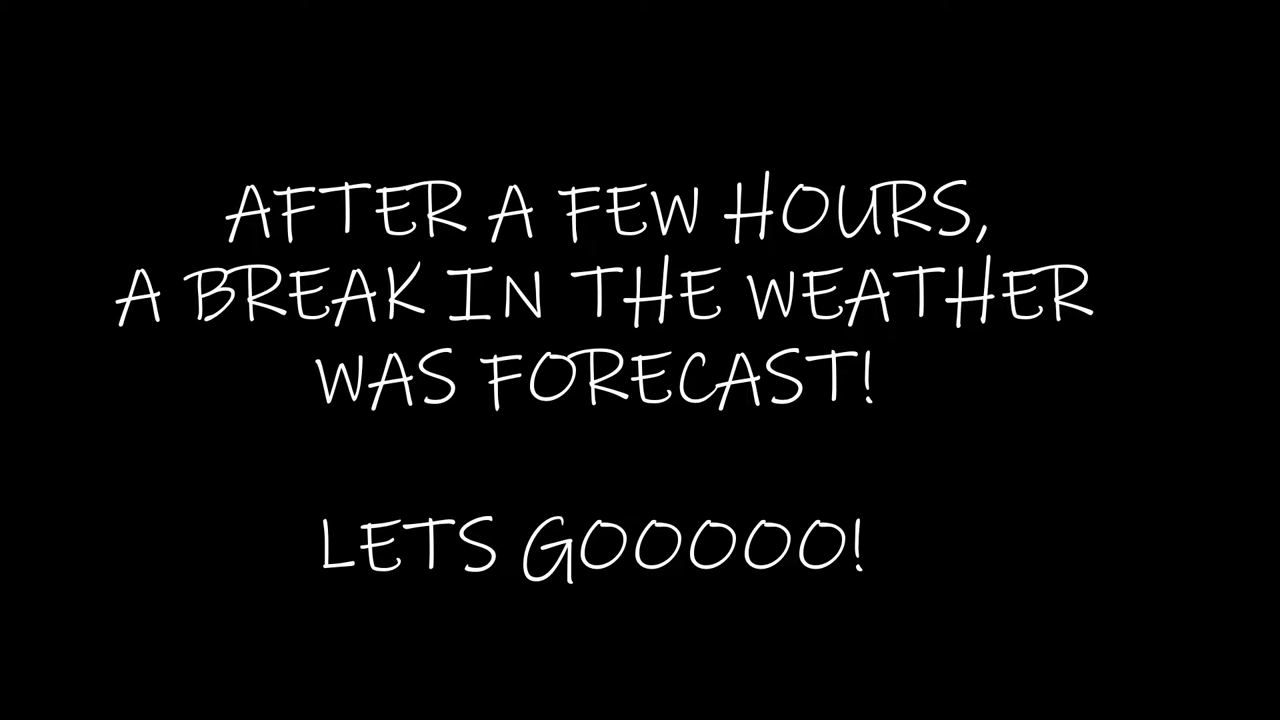 AFTER A FEW HOURS,
A BREAK IN THE WEATHER
WAS FORECAST!
LETS GOOOOO!